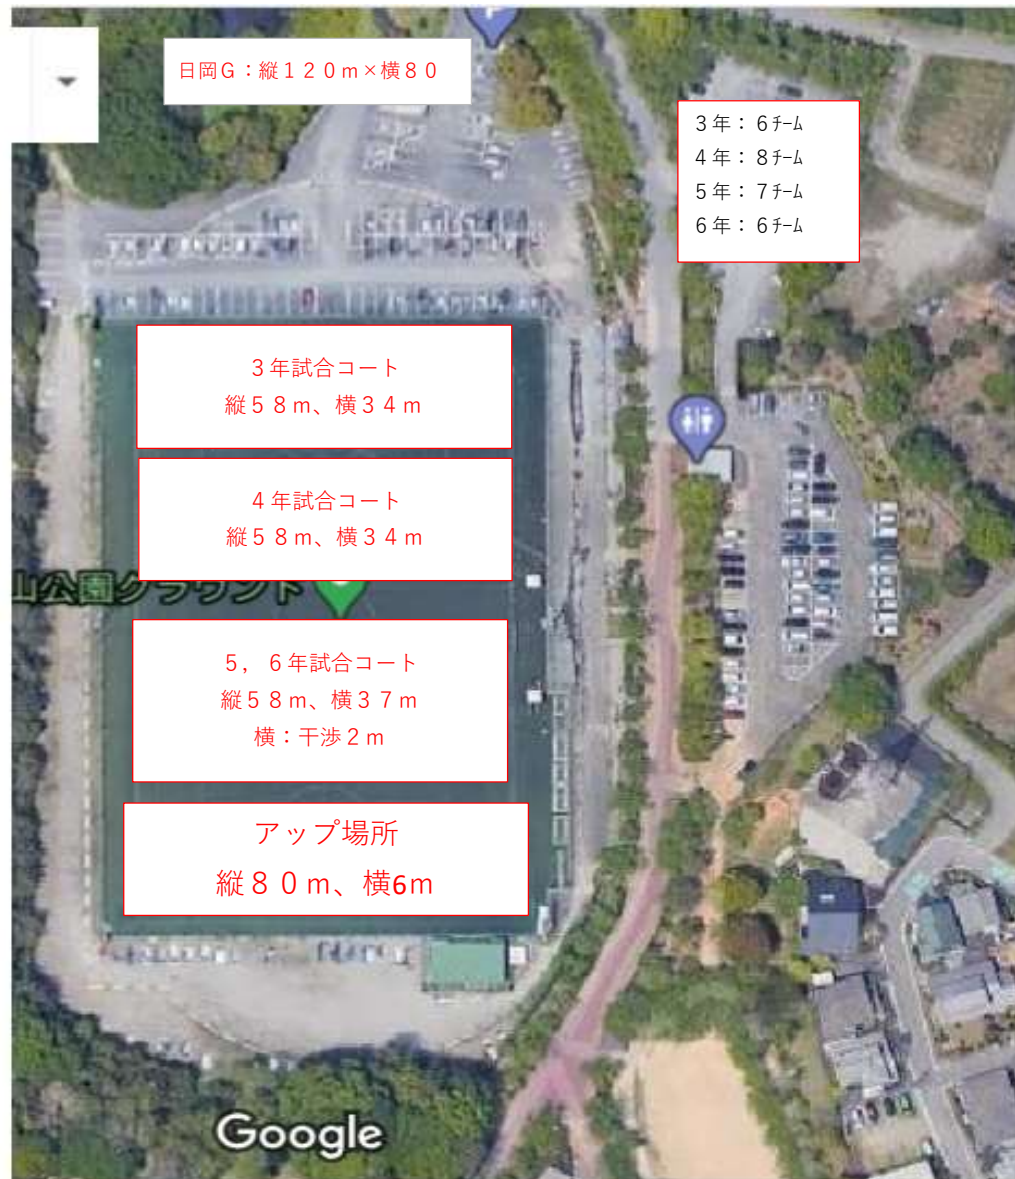 日岡G：縦１２０ｍ×横８０
３年：６ﾁｰﾑ
４年：８ﾁｰﾑ
５年：７ﾁｰﾑ
６年：６ﾁｰﾑ
３年試合コート
縦５８ｍ、横３４ｍ
４年試合コート
縦５８ｍ、横３４ｍ
山公園グラウンド
５，６年試合コート
縦５８ｍ、横３７ｍ
横：干渉２ｍ
アップ場所
縦８０ｍ、横6ｍ
Google